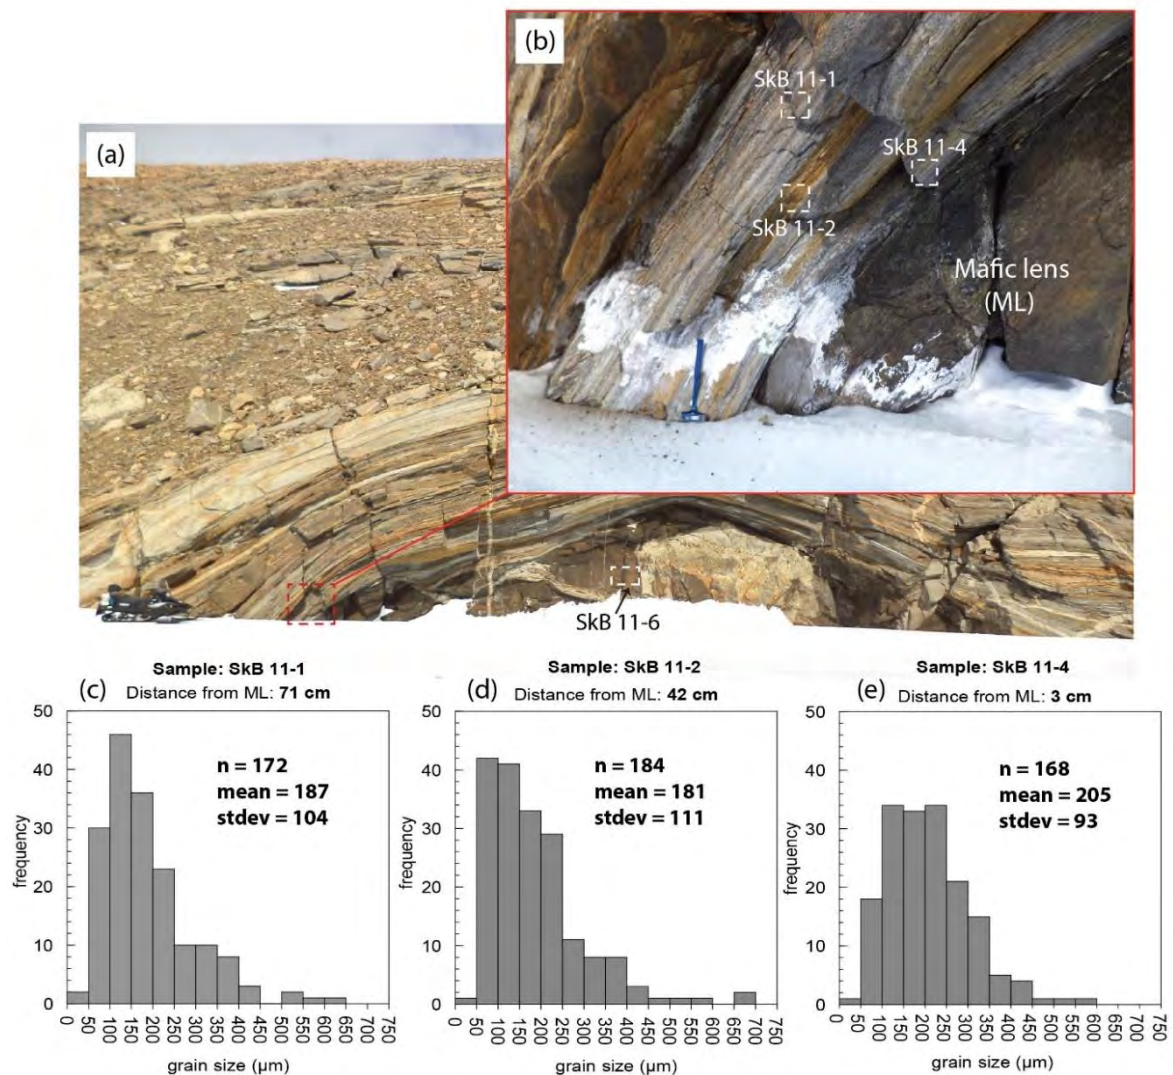 (a)
(b)
SkB 11-1
SkB 11-4
SkB 11-2
Mafic lens
(ML)
SkB 11-6
Sample: SkB 11-1
(c)
Distance from ML: 71 cm
50
40
30
20
10
0
frequency
n = 172
mean = 187
stdev = 104
0
50
100
150
200
250
300
350
400
450
500
550
600
650
750
grain size (µm)
Sample: SkB 11-2
(d)
Distance from ML: 42 cm
50
40
30
20
10
0
frequency
n = 184
mean = 181
stdev = 111
0
50
100
150
200
250
300
350
400
450
500
550
600
650
700
750
grain size (µm)
Sample: SkB 11-4
(e)
Distance from ML: 3 cm
50
40
30
20
10
0
frequency
n = 168
mean = 205
stdev = 93
0
50
100
150
200
250
300
350
400
450
500
550
600
650
700
750
grain size (µm)